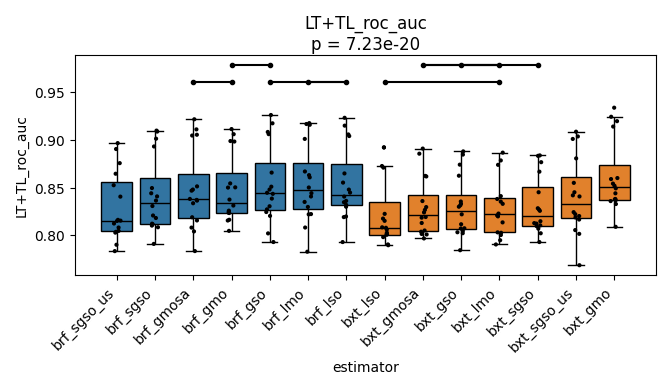 LT+TL_roc_auc
p = 7.23e-20
LT+TL_roc_auc
0.95
0.90
0.85
0.80
brf_sgso_us
brf_sgso
brf_gmosa
brf_gmo
brf_gso
brf_lmo
brf_lso
bxt_lso
bxt_gmosa
bxt_gso
bxt_lmo
bxt_sgso
bxt_sgso_us
bxt_gmo
estimator